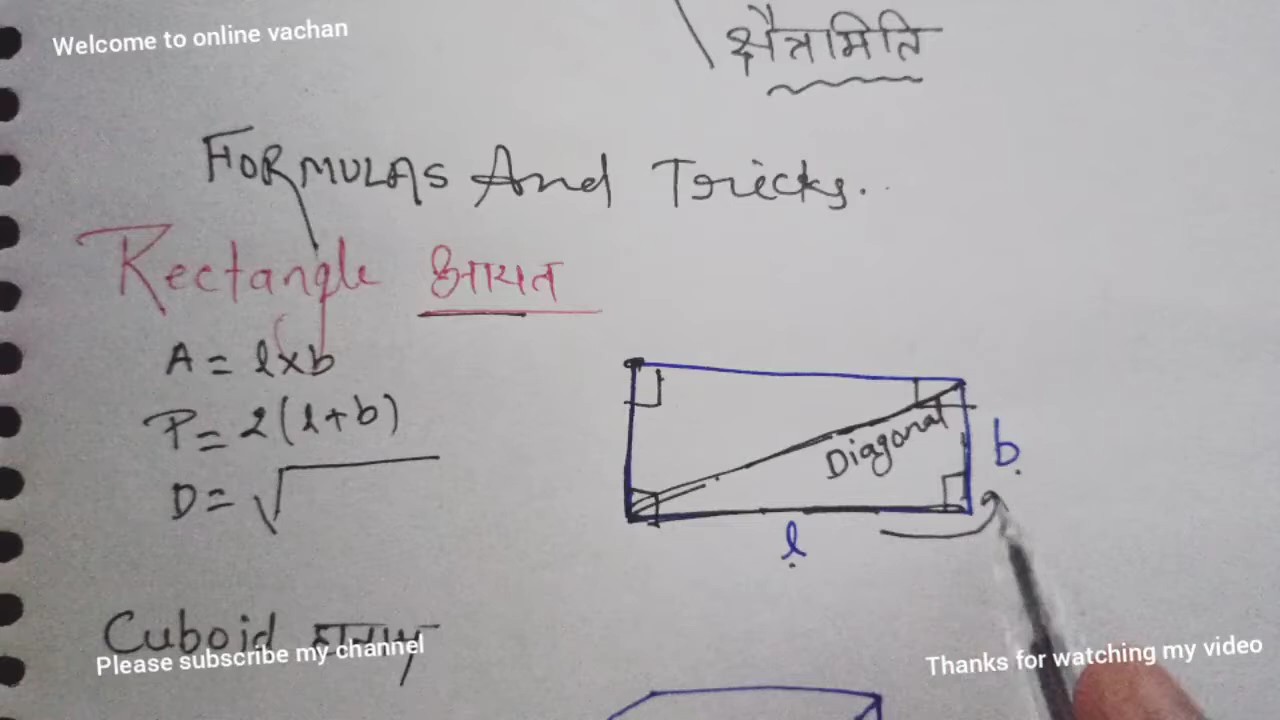 Welcome to online vachan
क्षैत्रमिति
FORMULAS And Tricks.
Rectangle आयत
A = l×b
P = 2(l+b)
D = √
Diagonal
b
l
Cuboid
Please subscribe my channel
Thanks for watching my video